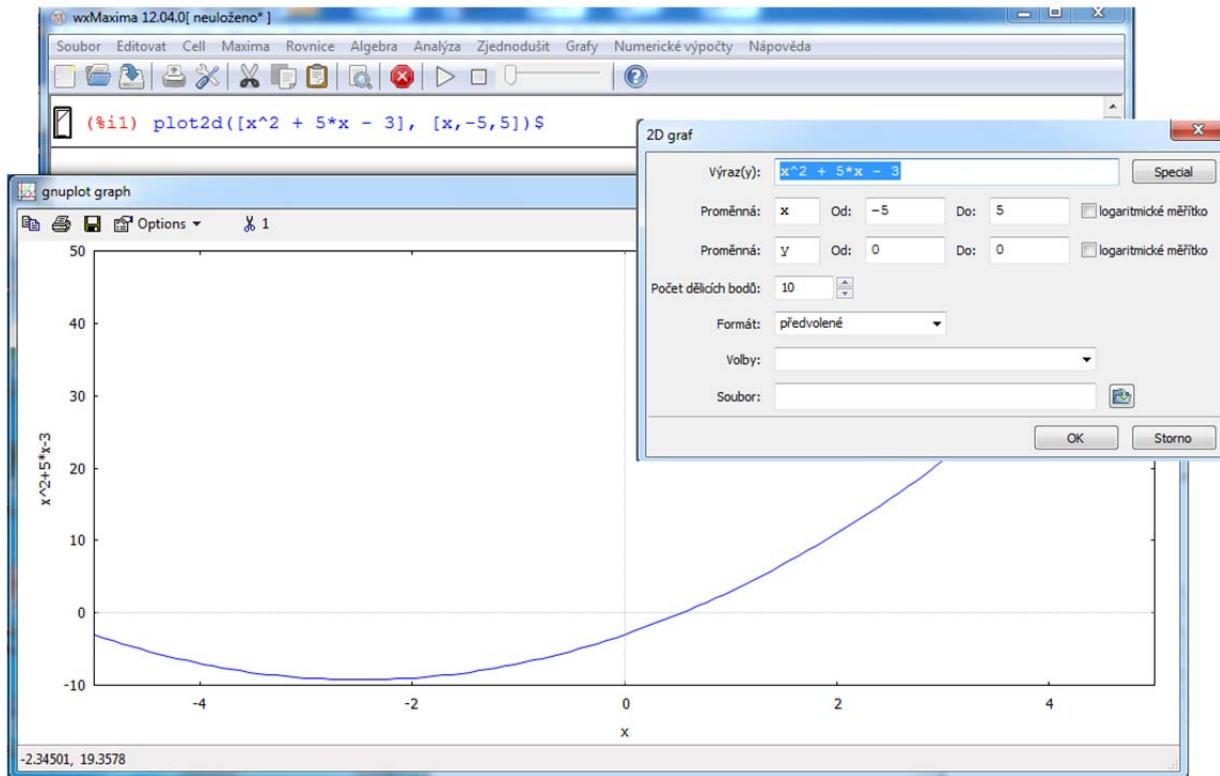 wxMaxima 12.04.0[ neuloženo* ]
Soubor Editovat Cell Maxima Rovnice Algebra Analýza Zjednodušit Grafy Numerické výpočty Nápověda
(%i1) plot2d([x^2 + 5*x - 3], [x,-5,5])$
2D graf
Výraz(y): x^2 + 5*x - 3 Special
Proměnná: x Od: -5 Do: 5 logaritmické měřítko
Proměnná: y Od: 0 Do: 0 logaritmické měřítko
Počet dělicích bodů: 10
Formát: předvolené
Volby:
Soubor:
OK Storno
gnuplot graph
Options 1
50
40
30
20
10
0
-10
x^2+5*x-3
-4 -2 0 2 4
x
-2.34501, 19.3578